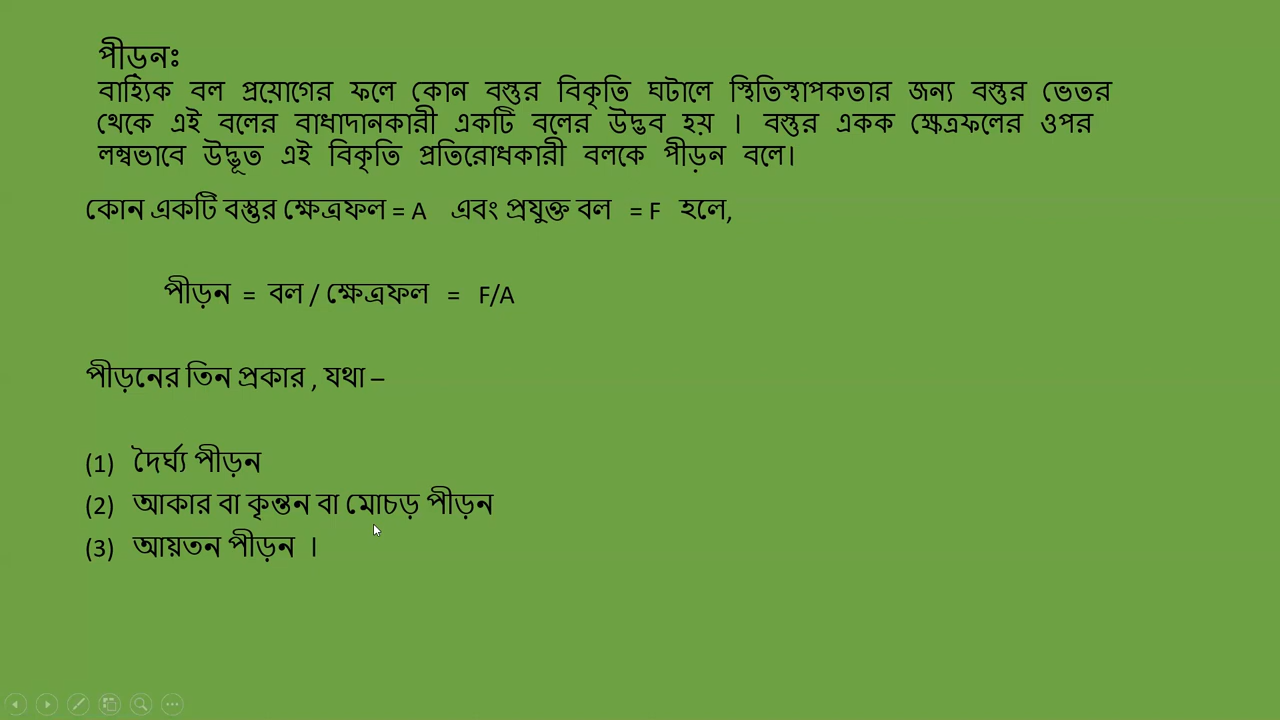 পীড়নঃ
বাহ্যিক বল প্রয়োগের ফলে কোন বস্তুর বিকৃতি ঘটালে স্থিতিস্থাপকতার জন্য বস্তুর ভেতর
থেকে এই বলের বাধাদানকারী একটি বলের উদ্ভব হয় । বস্তুর একক ক্ষেত্রফলের ওপর
লম্বভাবে উদ্ভূত এই বিকৃতি প্রতিরোধকারী বলকে পীড়ন বলে।
কোন একটি বস্তুর ক্ষেত্রফল = A এবং প্রযুক্ত বল = F হলে,
পীড়ন = বল / ক্ষেত্রফল = F/A
পীড়নের তিন প্রকার , যথা –
(1) দৈর্ঘ্য পীড়ন
(2) আকার বা কৃন্তন বা মোচড় পীড়ন
(3) আয়তন পীড়ন ।